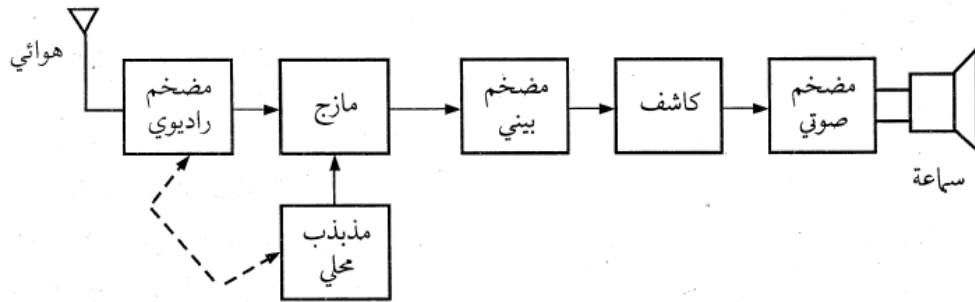 هوائي
مضخم
راديوي
مازج
مضخم
بيني
كاشف
مضخم
صوتي
سماعة
مذبذب
محلي